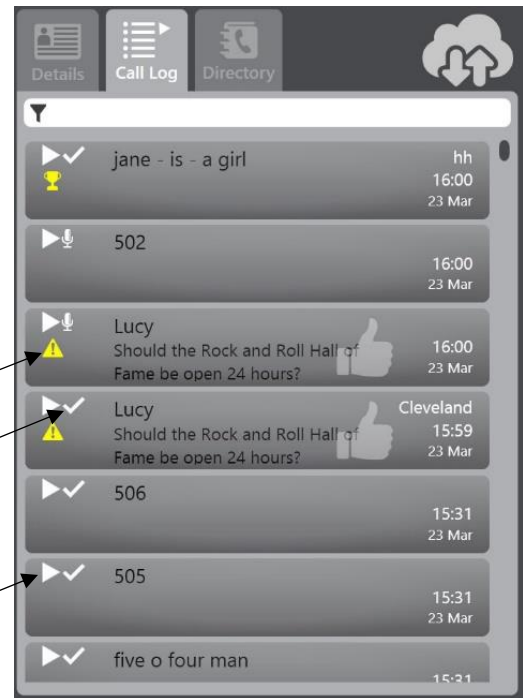 Details
Call Log
Directory
jane - is - a girl
hh
16:00
23 Mar
502
16:00
23 Mar
Lucy
Should the Rock and Roll Hall of
Fame be open 24 hours?
16:00
23 Mar
Lucy
Should the Rock and Roll Hall of
Fame be open 24 hours?
Cleveland
15:59
23 Mar
506
15:31
23 Mar
505
15:31
23 Mar
five o four man
15:31